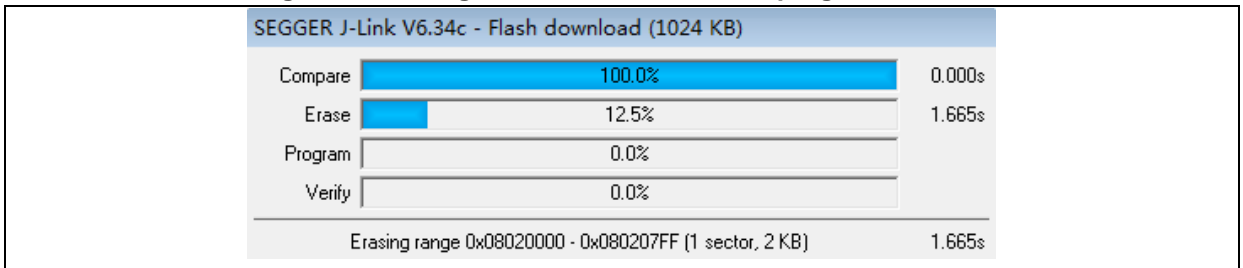 SEGGER J-Link V6.34c - Flash download (1024 KB)
Compare 100.0% 0.000s
Erase 12.5% 1.665s
Program 0.0%
Verify 0.0%
Erasing range 0x08020000 - 0x080207FF (1 sector, 2 KB) 1.665s